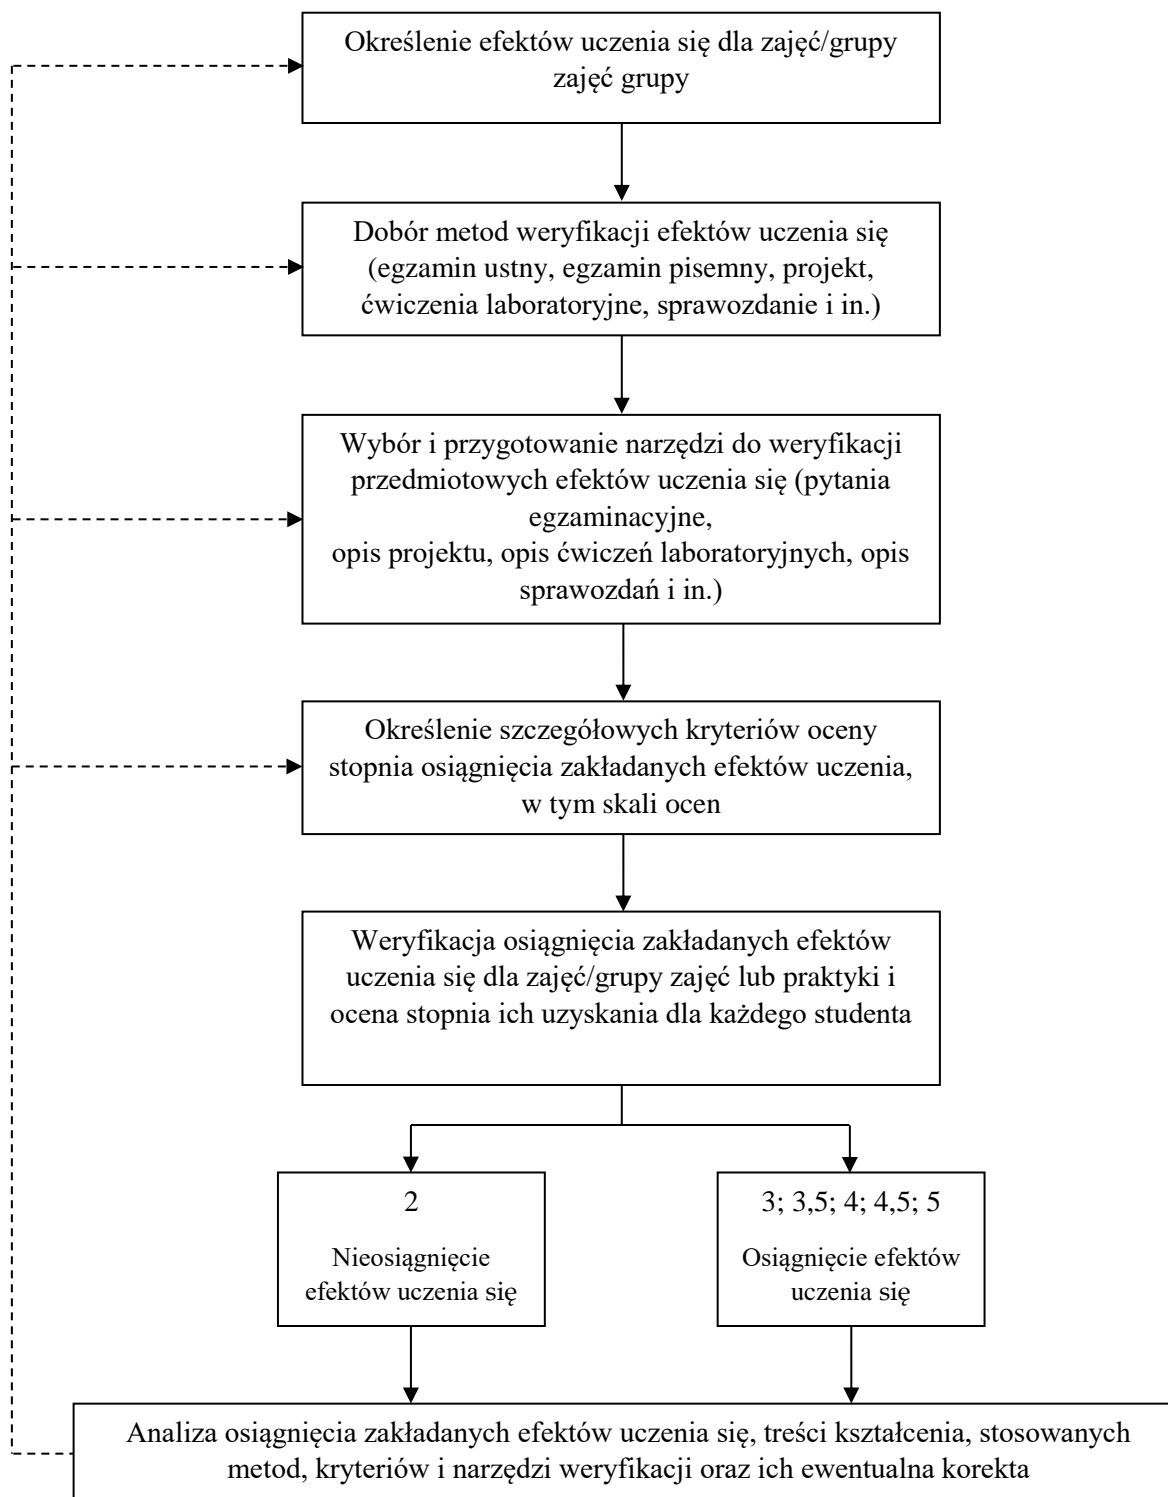 Określenie efektów uczenia się dla zajęć/grupy
zajęć grupy
Dobór metod weryfikacji efektów uczenia się
(egzamin ustny, egzamin pisemny, projekt,
ćwiczenia laboratoryjne, sprawozdanie i in.)
Wybór i przygotowanie narzędzi do weryfikacji
przedmiotowych efektów uczenia się (pytania
egzaminacyjne,
opis projektu, opis ćwiczeń laboratoryjnych, opis
sprawozdań i in.)
Określenie szczegółowych kryteriów oceny
stopnia osiągnięcia zakładanych efektów uczenia,
w tym skali ocen
Weryfikacja osiągnięcia zakładanych efektów
uczenia się dla zajęć/grupy zajęć lub praktyki i
ocena stopnia ich uzyskania dla każdego studenta
2
Nieosiągnięcie
efektów uczenia się
3; 3,5; 4; 4,5; 5
Osiągnięcie efektów
uczenia się
Analiza osiągnięcia zakładanych efektów uczenia się, treści kształcenia, stosowanych
metod, kryteriów i narzędzi weryfikacji oraz ich ewentualna korekta